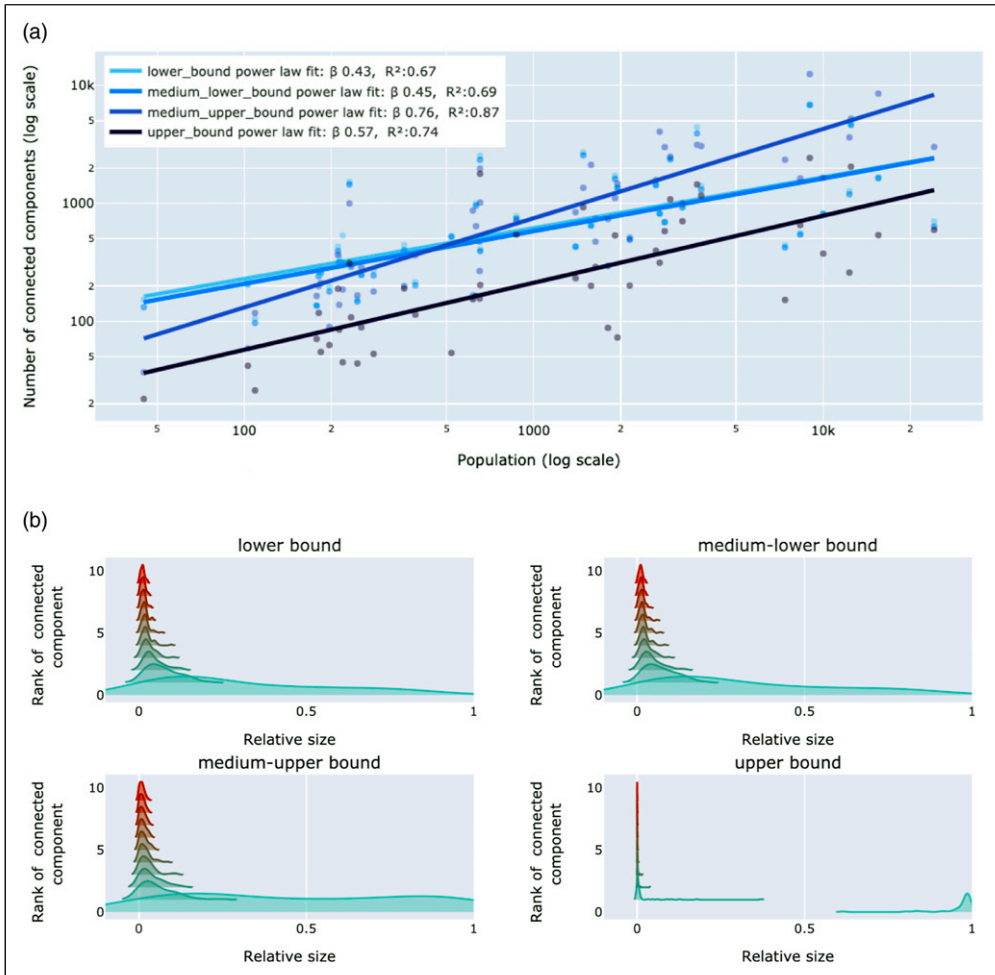 (a)
lower_bound power law fit: β 0.43, R²:0.67
medium_lower_bound power law fit: β 0.45, R²:0.69
medium_upper_bound power law fit: β 0.76, R²:0.87
upper_bound power law fit: β 0.57, R²:0.74
Number of connected components (log scale)
10k
5
2
1000
5
2
100
5
2
5 100 2 5 1000 2 5 10k 2
Population (log scale)
(b)
lower bound
Rank of connected
component
10
5
0
0 0.5 1
Relative size
medium-lower bound
Rank of connected
component
10
5
0
0 0.5 1
Relative size
medium-upper bound
Rank of connected
component
10
5
0
0 0.5 1
Relative size
upper bound
Rank of connected
component
10
5
0
0 0.5 1
Relative size